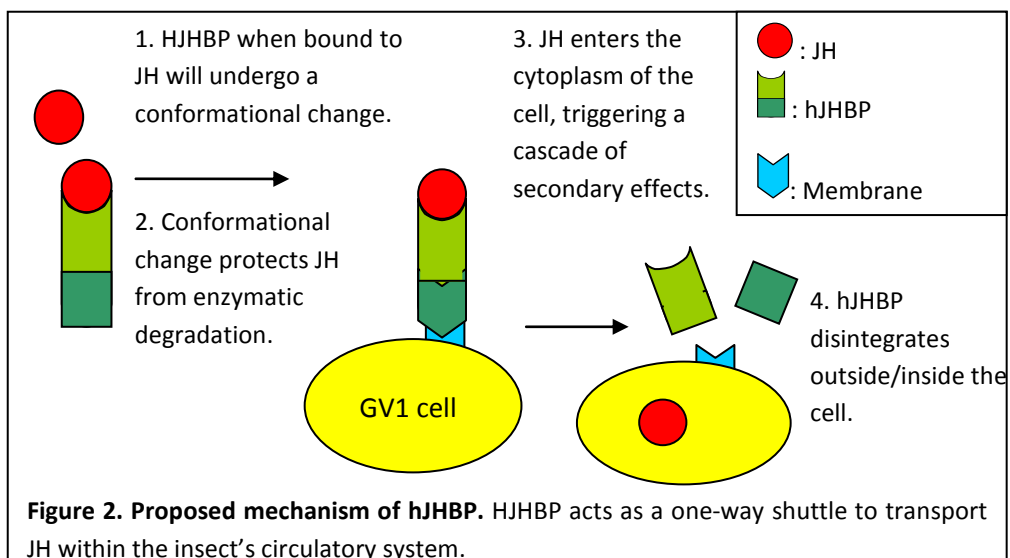 1. HJHBP when bound to
JH will undergo a
conformational change.
2. Conformational
change protects JH
from enzymatic
degradation.
3. JH enters the
cytoplasm of the
cell, triggering a
cascade of
secondary effects.
: JH
: hJHBP
: Membrane
GV1 cell
4. hJHBP
disintegrates
outside/inside the
cell.
Figure 2. Proposed mechanism of hJHBP. HJHBP acts as a one-way shuttle to transport
JH within the insect’s circulatory system.